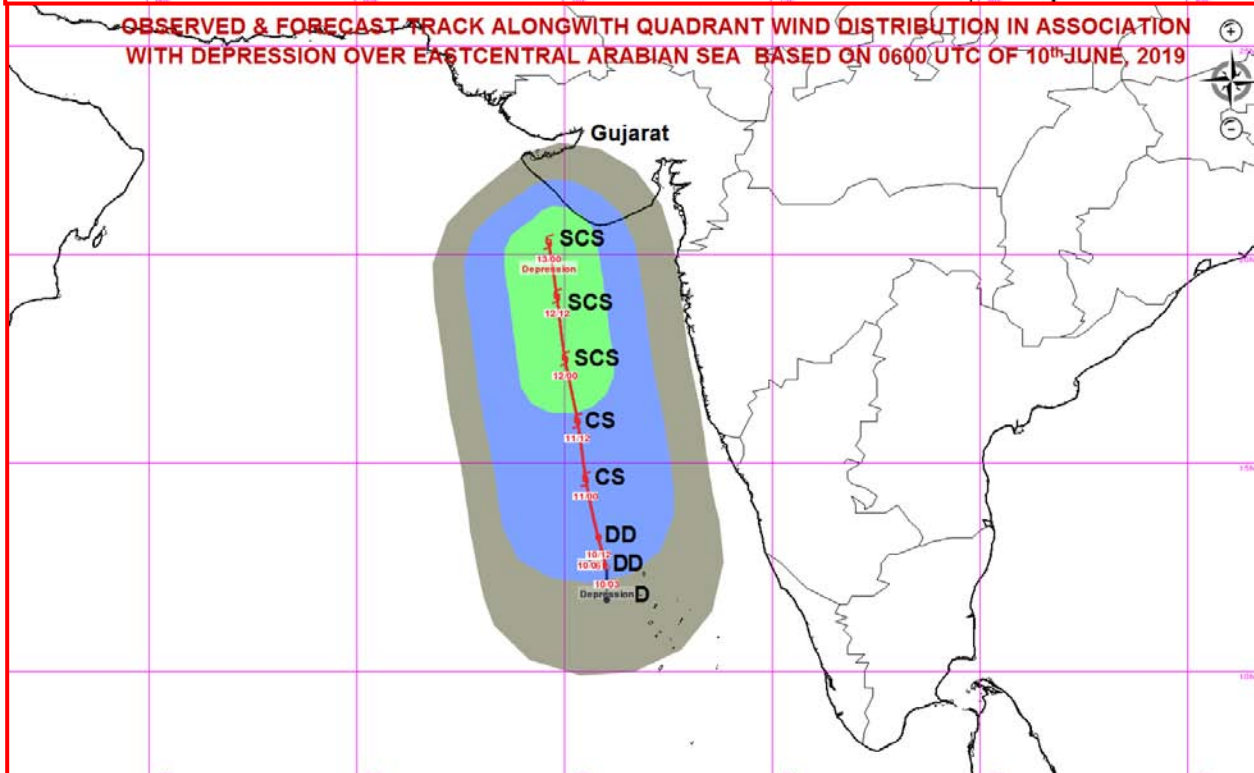 OBSERVED & FORECAST TRACK ALONGWITH QUADRANT WIND DISTRIBUTION IN ASSOCIATION
WITH DEPRESSION OVER EASTCENTRAL ARABIAN SEA BASED ON 0600 UTC OF 10th JUNE, 2019
Gujarat
SCS
13/00
Depression
SCS
12/12
SCS
12/00
CS
11/12
CS
11/00
DD
10/12
10/06
DD
10/03
Depression
D
15N
10N